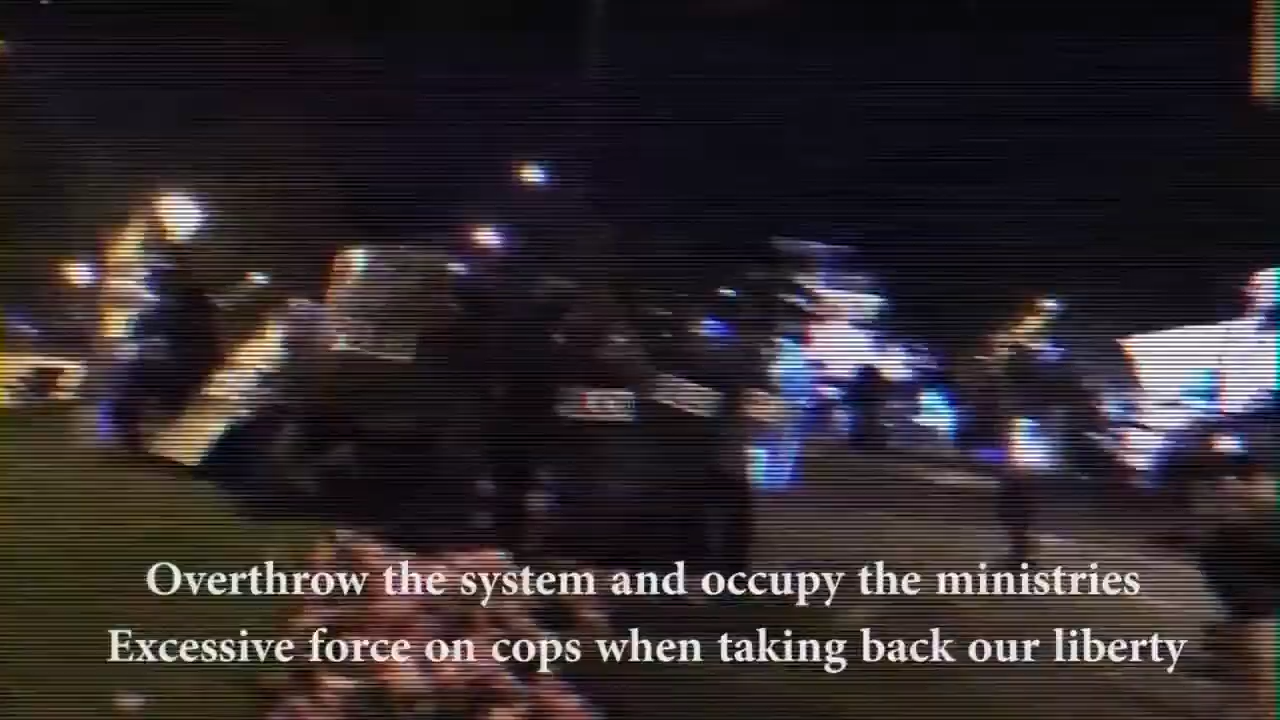 Overthrow the system and occupy the ministries
Excessive force on cops when taking back our liberty